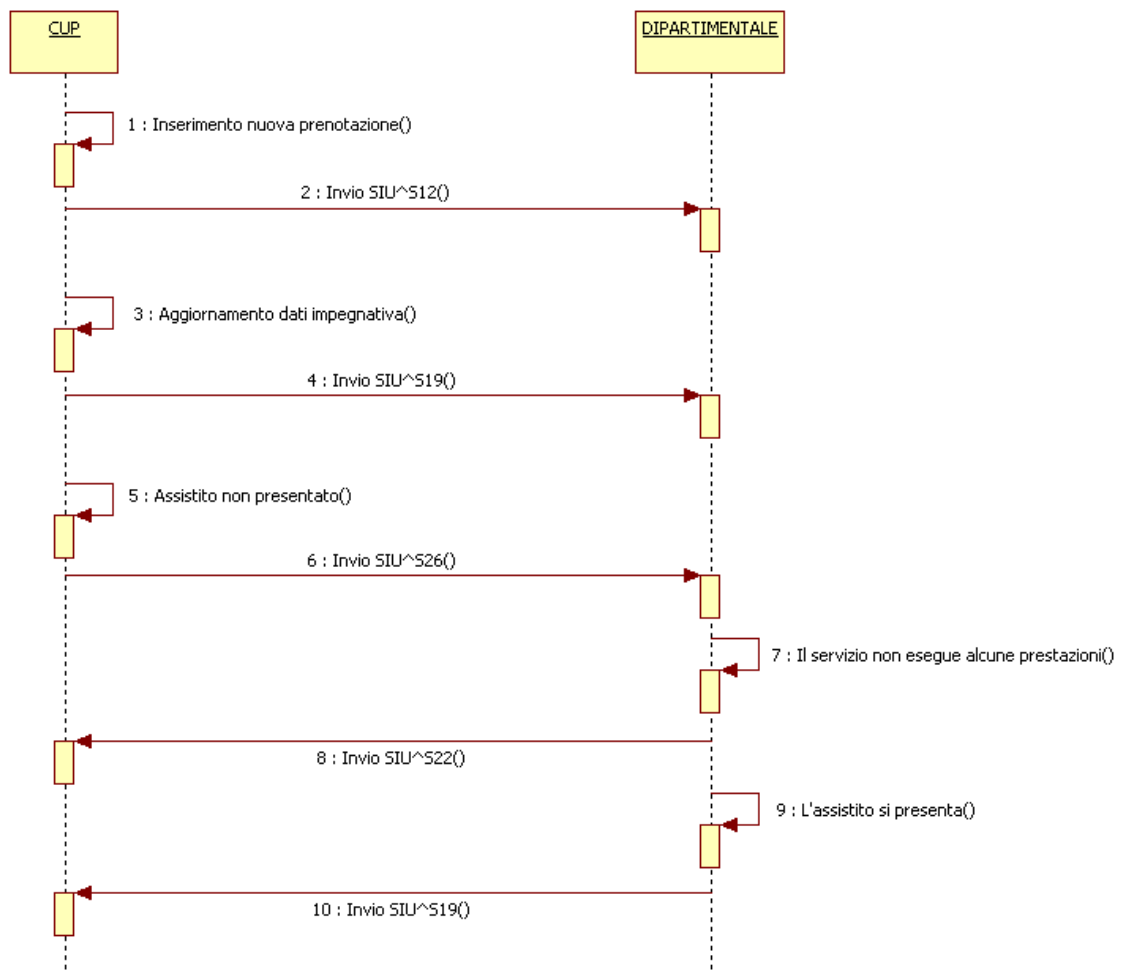 CUP
DIPARTIMENTALE
1 : Inserimento nuova prenotazione()
2 : Invio SIU^S12()
3 : Aggiornamento dati impegnativa()
4 : Invio SIU^S19()
5 : Assistito non presentato()
6 : Invio SIU^S26()
7 : Il servizio non esegue alcune prestazioni()
8 : Invio SIU^S22()
9 : L'assistito si presenta()
10 : Invio SIU^S19()